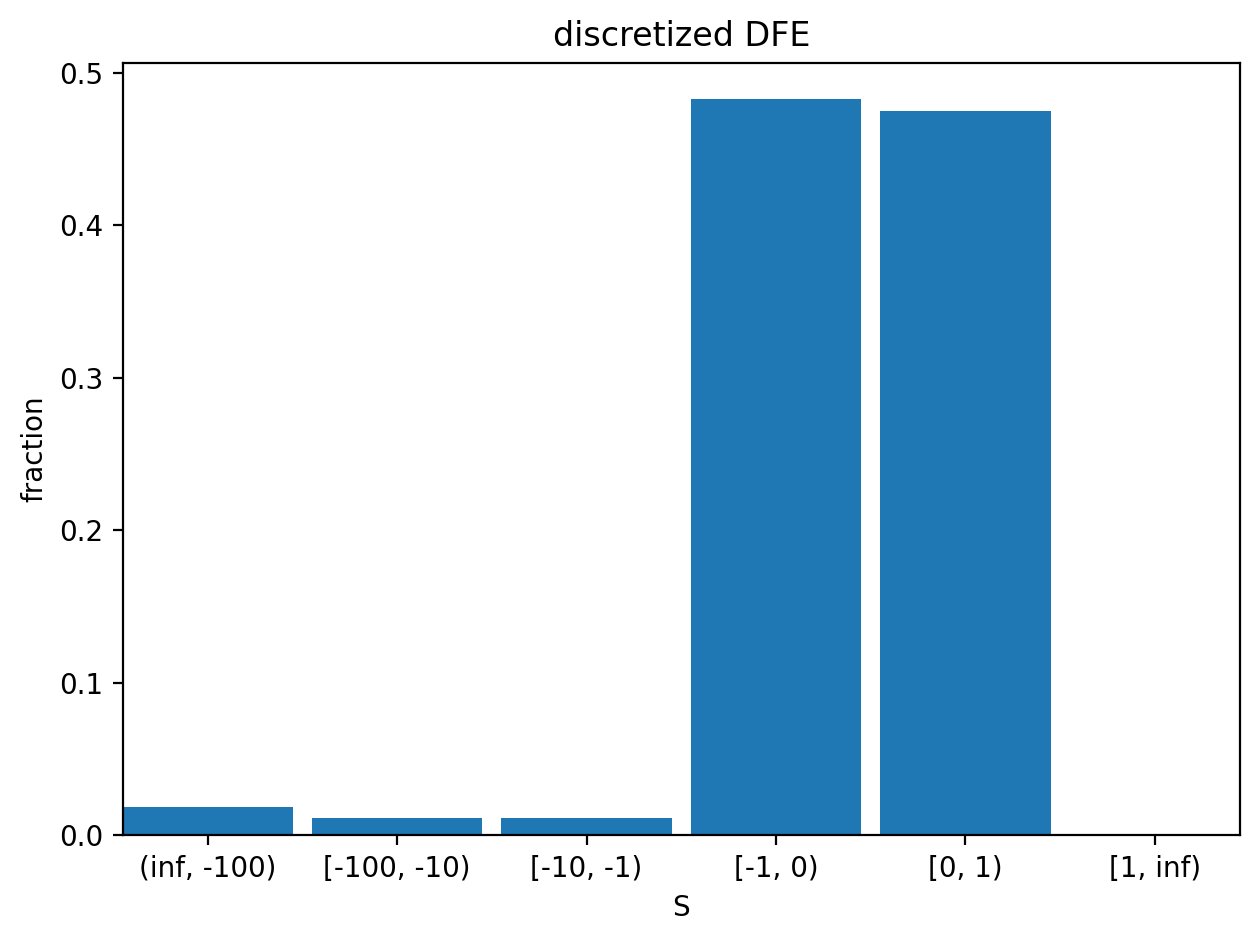 discretized DFE
0.5
0.4
0.3
0.2
0.1
0.0
fraction
(inf, -100) [-100, -10) [-10, -1) [-1, 0) [0, 1) [1, inf)
S